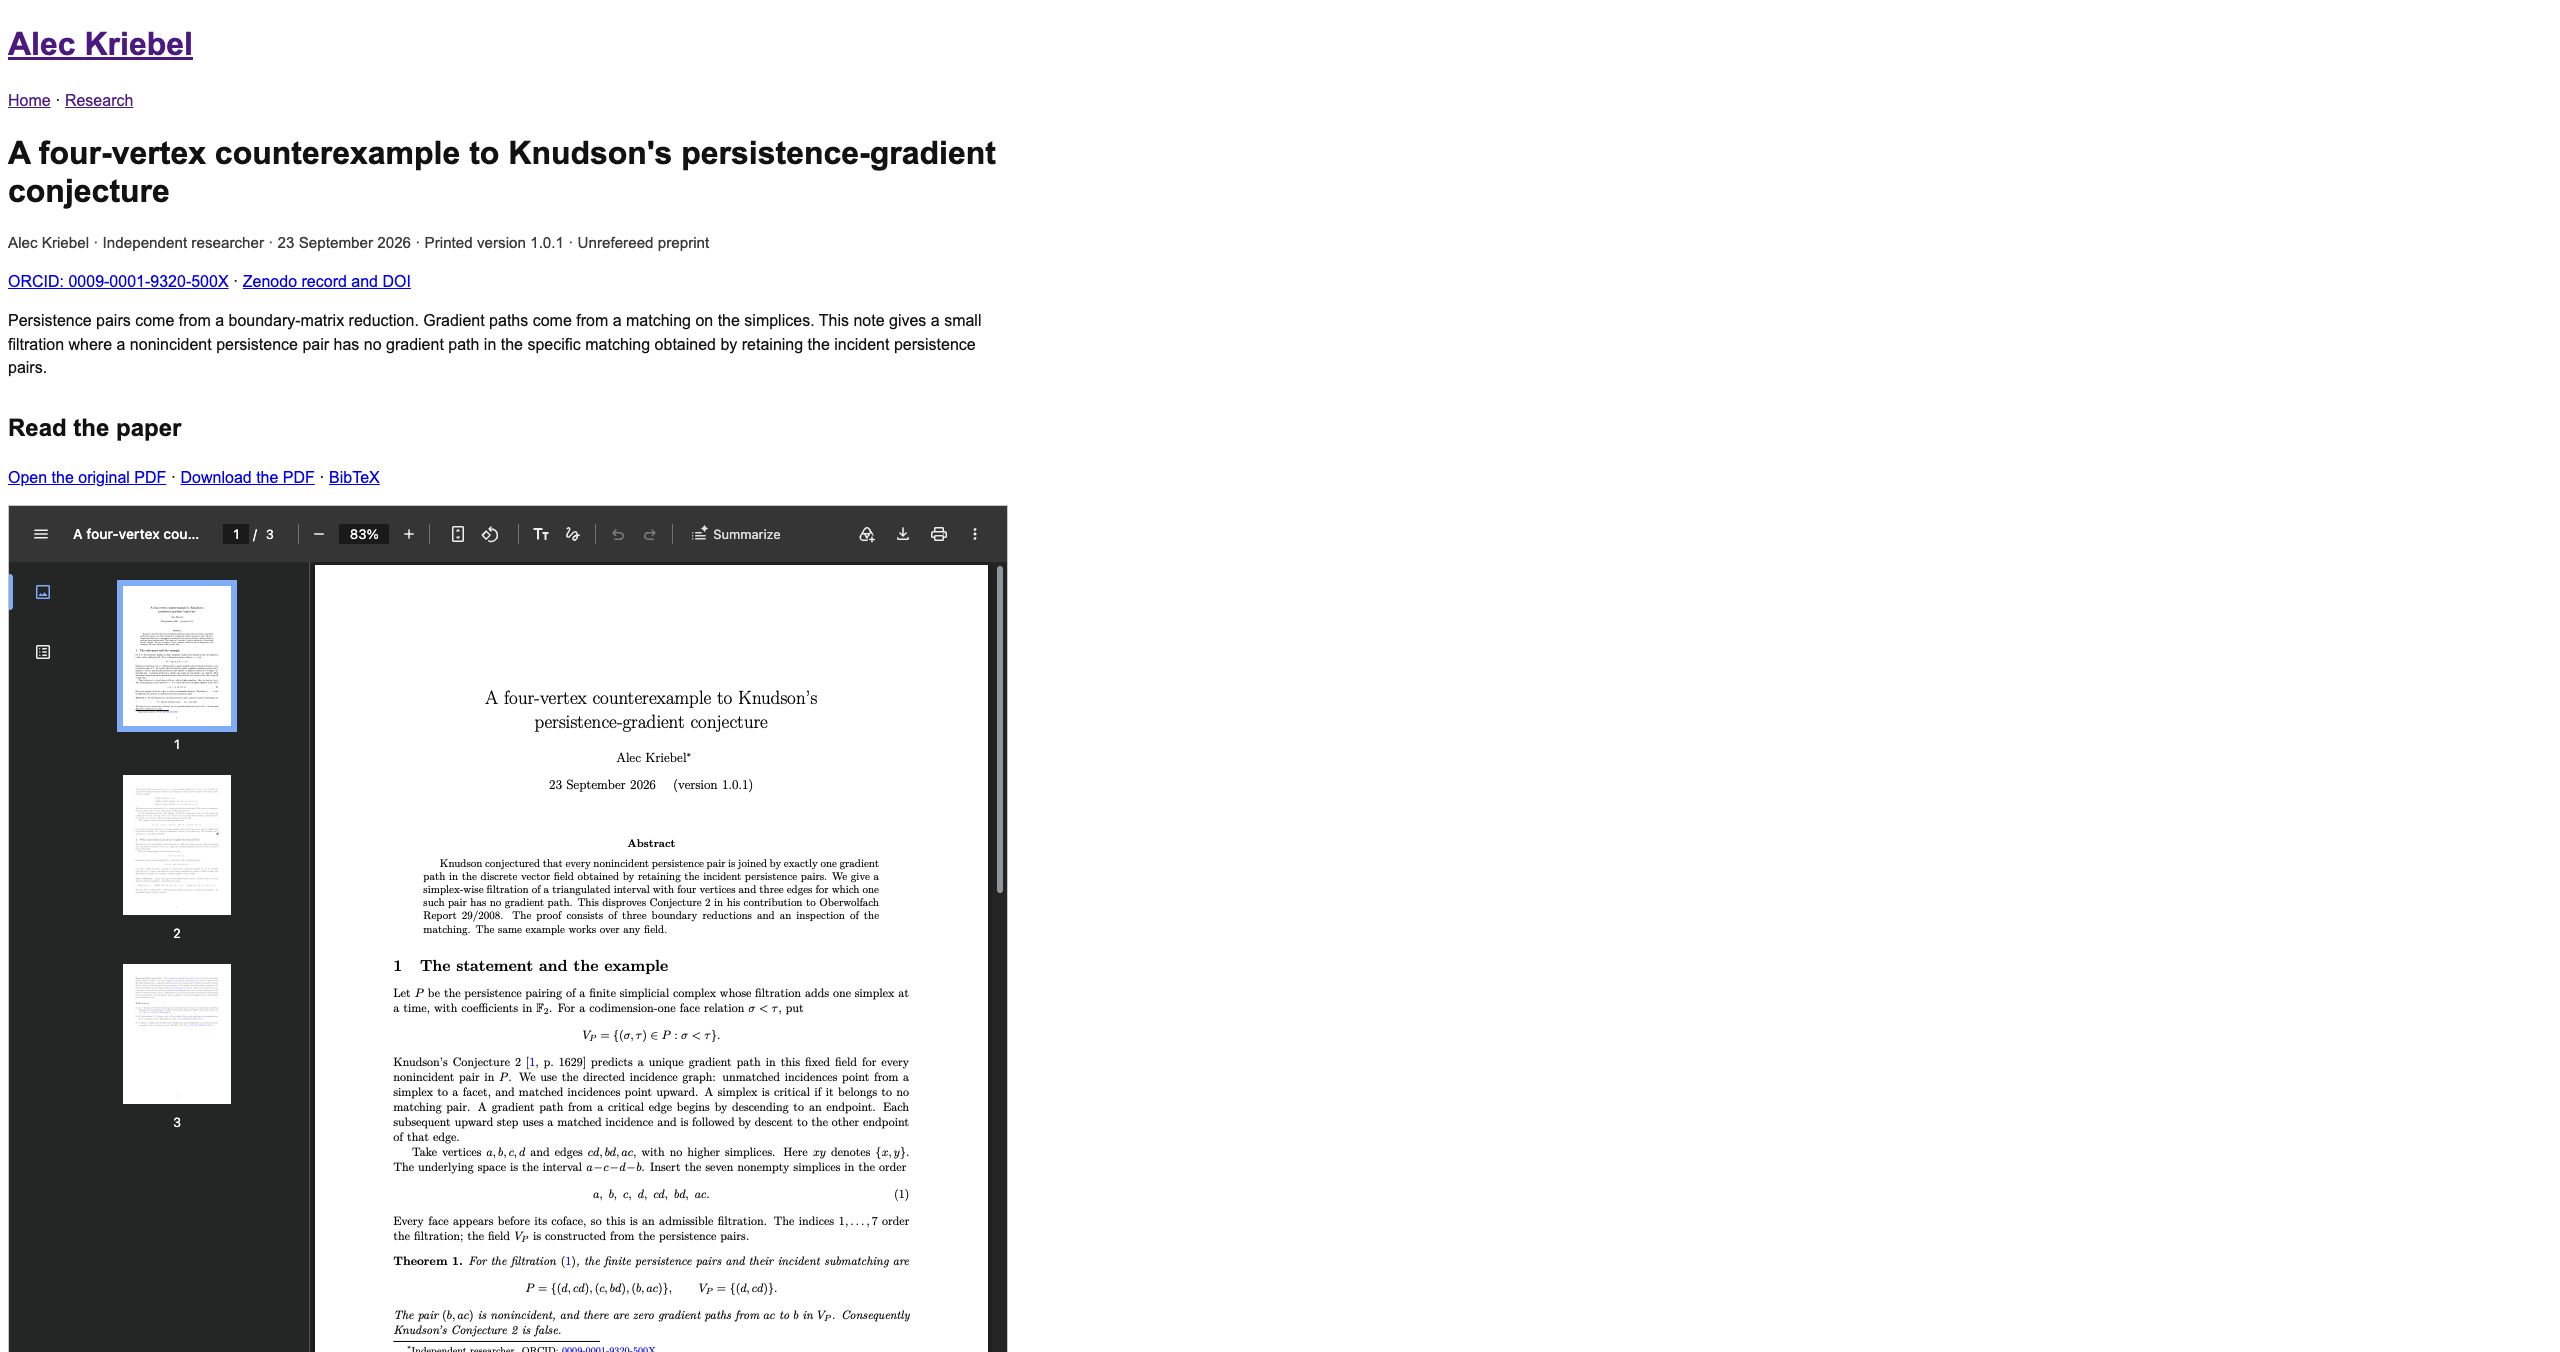 Alec Kriebel
Home · Research
A four-vertex counterexample to Knudson's persistence-gradient
conjecture
Alec Kriebel · Independent researcher · 23 September 2026 · Printed version 1.0.1 · Unrefereed preprint
ORCID: 0009-0001-9320-500X · Zenodo record and DOI
Persistence pairs come from a boundary-matrix reduction. Gradient paths come from a matching on the simplices. This note gives a small
filtration where a nonincident persistence pair has no gradient path in the specific matching obtained by retaining the incident persistence
pairs.
Read the paper
Open the original PDF · Download the PDF · BibTeX
A four-vertex cou... 1 / 3 83% Summarize
1
2
3
A four-vertex counterexample to Knudson's
persistence-gradient conjecture
Alec Kriebel*
23 September 2026 (version 1.0.1)
Abstract
Knudson conjectured that every nonincident persistence pair is joined by exactly one gradient
path in the discrete vector field obtained by retaining the incident persistence pairs. We give a
simplex-wise filtration of a triangulated interval with four vertices and three edges for which one
such pair has no gradient path. This disproves Conjecture 2 in his contribution to Oberwolfach
Report 29/2008. The proof consists of three boundary reductions and an inspection of the
matching. The same example works over any field.
1 The statement and the example
Let P be the persistence pairing of a finite simplicial complex whose filtration adds one simplex at
a time, with coefficients in 𝔽₂. For a codimension-one face relation σ < τ, put
V_P = {(σ, τ) ∈ P : σ < τ}.
Knudson's Conjecture 2 [1, p. 1629] predicts a unique gradient path in this fixed field for every
nonincident pair in P. We use the directed incidence graph: unmatched incidences point from a
simplex to a facet, and matched incidences point upward. A simplex is critical if it belongs to no
matching pair. A gradient path from a critical edge begins by descending to an endpoint. Each
subsequent upward step uses a matched incidence and is followed by descent to the other endpoint
of that edge.
Take vertices a, b, c, d and edges cd, bd, ac, with no higher simplices. Here xy denotes {x, y}.
The underlying space is the interval a−c−d−b. Insert the seven nonempty simplices in the order
a, b, c, d, cd, bd, ac. (1)
Every face appears before its coface, so this is an admissible filtration. The indices 1, . . . , 7 order
the filtration; the field V_P is constructed from the persistence pairs.
Theorem 1. For the filtration (1), the finite persistence pairs and their incident submatching are
P = {(d, cd), (c, bd), (b, ac)}, V_P = {(d, cd)}.
The pair (b, ac) is nonincident, and there are zero gradient paths from ac to b in V_P. Consequently
Knudson's Conjecture 2 is false.
*Independent researcher. ORCID: 0009-0001-9320-500X